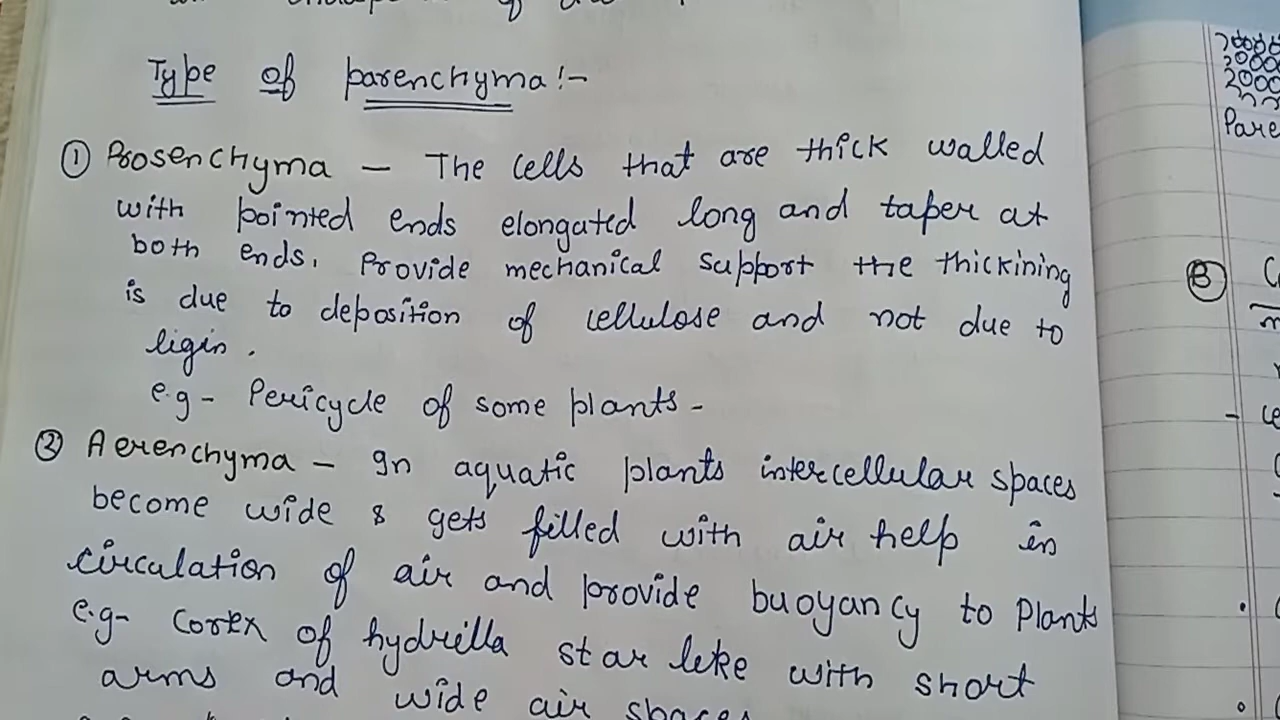 Type of parenchyma:-
① Prosenchyma – The cells that are thick walled
with pointed ends elongated long and taper at
both ends. Provide mechanical support the thickining
is due to deposition of cellulose and not due to
ligin.
e.g- Pericycle of some plants -
② Aerenchyma – In aquatic plants intercellular spaces
become wide & gets filled with air help in
circulation of air and provide buoyancy to Plants
e.g- Cortex of hydrilla star like with short
arms and wide air spaces
Pare
B